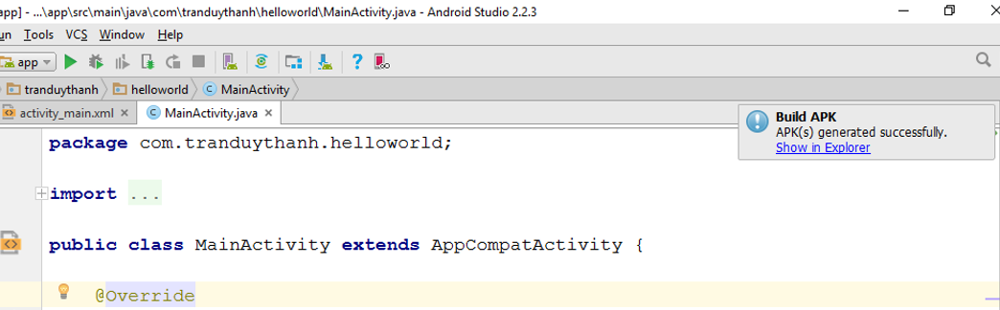 app] - ...\app\src\main\java\com\tranduythanh\helloworld\MainActivity.java - Android Studio 2.2.3
un Tools VCS Window Help
app
tranduythanh helloworld MainActivity
activity_main.xml MainActivity.java
Build APK
APK(s) generated successfully.
Show in Explorer
package com.tranduythanh.helloworld;
import ...
public class MainActivity extends AppCompatActivity {
@Override